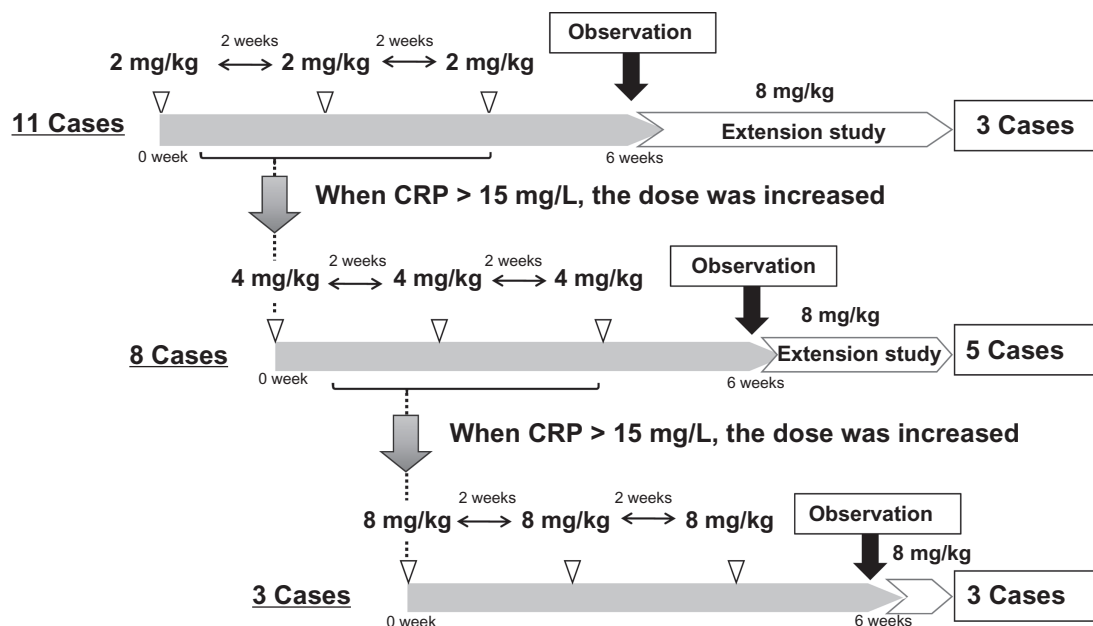 Observation
2 weeks 2 weeks
2 mg/kg 2 mg/kg 2 mg/kg
8 mg/kg
11 Cases Extension study 3 Cases
0 week 6 weeks
When CRP > 15 mg/L, the dose was increased
Observation
2 weeks 2 weeks
4 mg/kg 4 mg/kg 4 mg/kg
8 mg/kg
8 Cases Extension study 5 Cases
0 week 6 weeks
When CRP > 15 mg/L, the dose was increased
2 weeks 2 weeks
8 mg/kg 8 mg/kg 8 mg/kg Observation
8 mg/kg
3 Cases 3 Cases
0 week 6 weeks